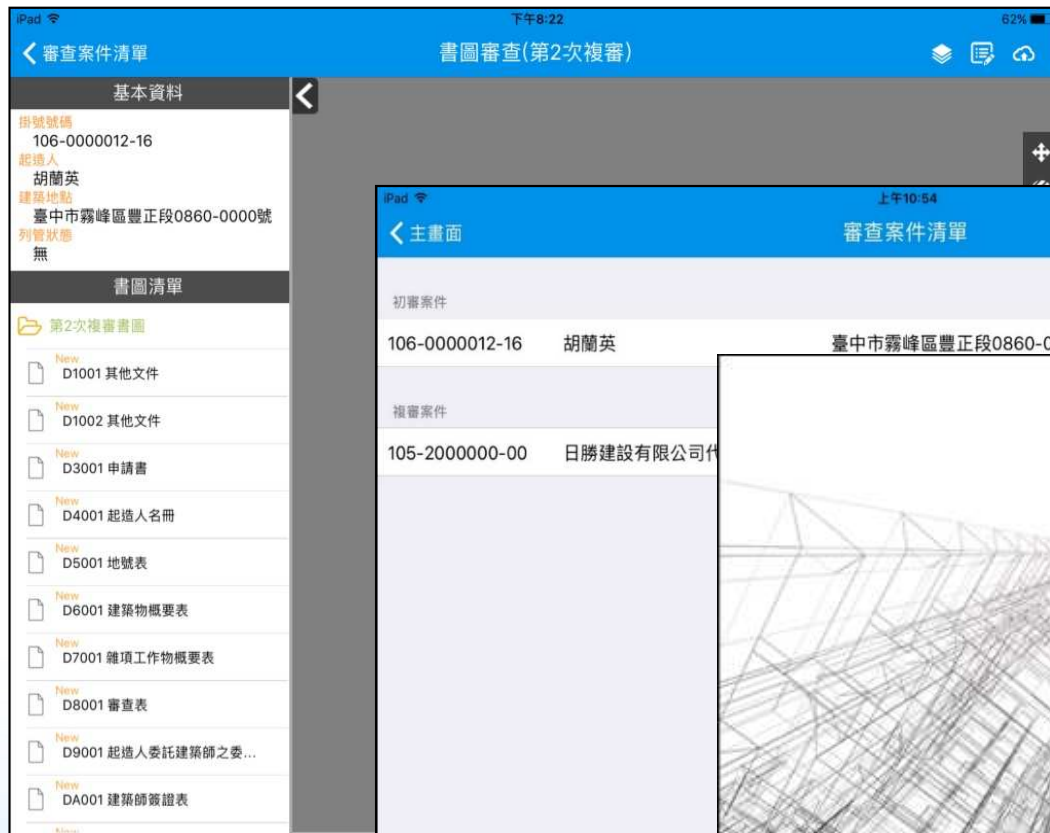 iPad 下午8:22 62%
審查案件清單 書圖審查(第2次複審)
基本資料
掛號號碼
106-0000012-16
起造人
胡蘭英
建築地點
臺中市霧峰區豐正段0860-0000號
列管狀態
無
書圖清單
第2次複審書圖
New
D1001 其他文件
New
D1002 其他文件
New
D3001 申請書
New
D4001 起造人名冊
New
D5001 地號表
New
D6001 建築物概要表
New
D7001 雜項工作物概要表
New
D8001 審查表
New
D9001 起造人委託建築師之委...
New
DA001 建築師簽證表
New
iPad 上午10:54
主畫面 審查案件清單
初審案件
106-0000012-16 胡蘭英 臺中市霧峰區豐正段0860-0
複審案件
105-2000000-00 日勝建設有限公司代